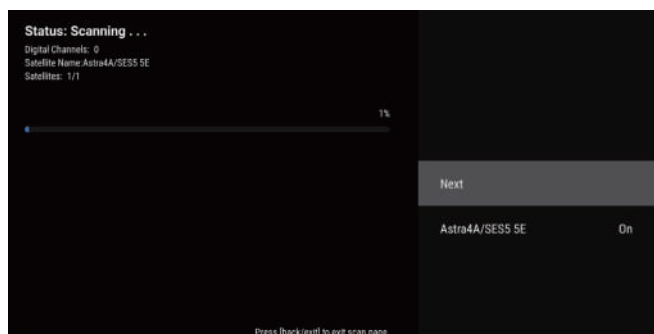 Status: Scanning . . .
Digital Channels: 0
Satellite Name:Astra4A/SES5 5E
Satellites: 1/1
1%
Next
Astra4A/SES5 5E On
Press [back/exit] to exit scan page